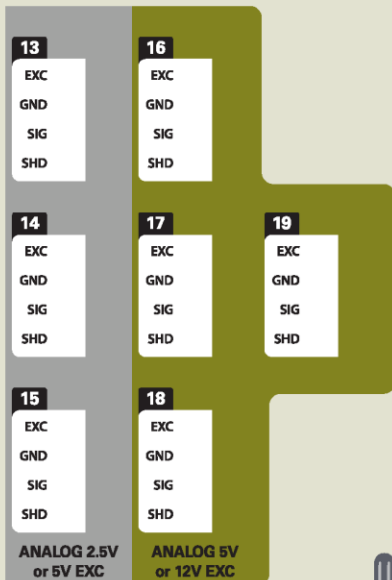 13
EXC
GND
SIG
SHD
16
EXC
GND
SIG
SHD
14
EXC
GND
SIG
SHD
17
EXC
GND
SIG
SHD
19
EXC
GND
SIG
SHD
15
EXC
GND
SIG
SHD
18
EXC
GND
SIG
SHD
ANALOG 2.5V
or 5V EXC
ANALOG 5V
or 12V EXC